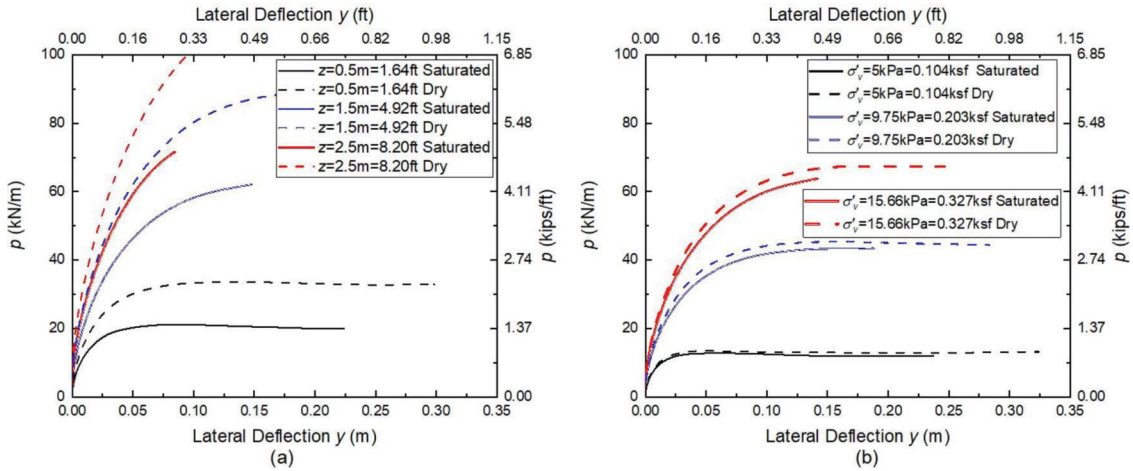 Lateral Deflection y (ft)
0.00 0.16 0.33 0.49 0.66 0.82 0.98 1.15
100
80
60
40
20
0
p (kN/m)
6.85
5.48
4.11
2.74
1.37
0.00
p (kips/ft)
z=0.5m=1.64ft Saturated
z=0.5m=1.64ft Dry
z=1.5m=4.92ft Saturated
z=1.5m=4.92ft Dry
z=2.5m=8.20ft Saturated
z=2.5m=8.20ft Dry
0.00 0.05 0.10 0.15 0.20 0.25 0.30 0.35
Lateral Deflection y (m)
(a)
Lateral Deflection y (ft)
0.00 0.16 0.33 0.49 0.66 0.82 0.98 1.15
100
80
60
40
20
0
p (kN/m)
6.85
5.48
4.11
2.74
1.37
0.00
p (kips/ft)
σ'v=5kPa=0.104ksf Saturated
σ'v=5kPa=0.104ksf Dry
σ'v=9.75kPa=0.203ksf Saturated
σ'v=9.75kPa=0.203ksf Dry
σ'v=15.66kPa=0.327ksf Saturated
σ'v=15.66kPa=0.327ksf Dry
0.00 0.05 0.10 0.15 0.20 0.25 0.30 0.35
Lateral Deflection y (m)
(b)